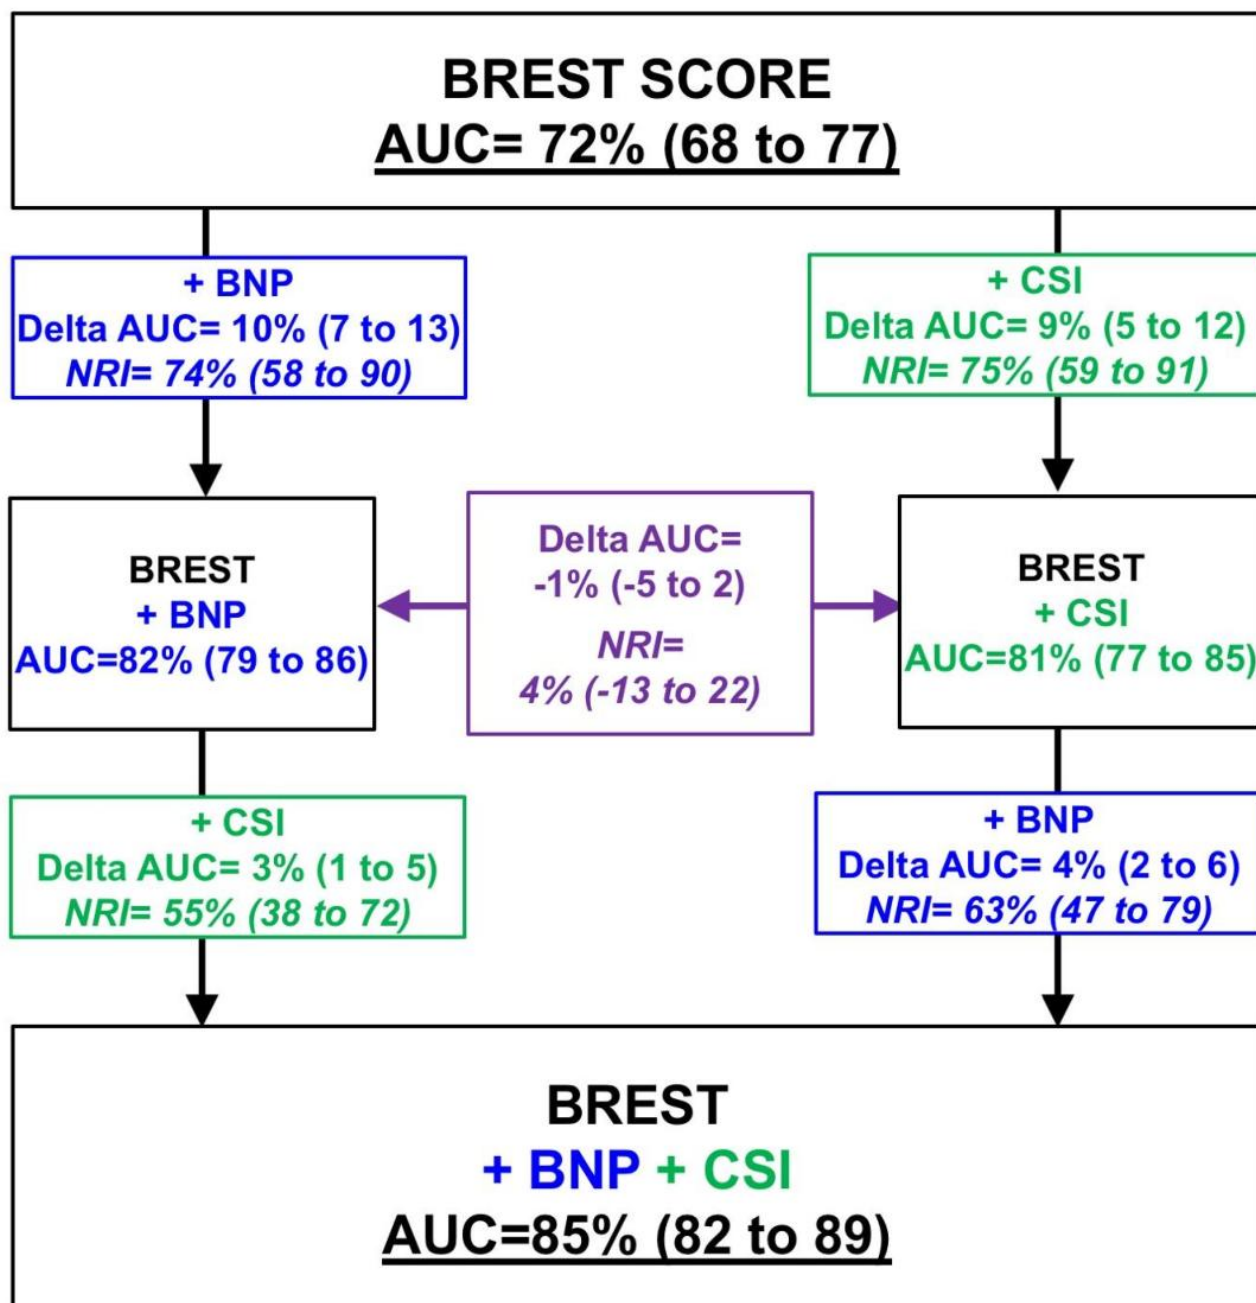 BREST SCORE
AUC= 72% (68 to 77)
+ BNP
Delta AUC= 10% (7 to 13)
NRI= 74% (58 to 90)
+ CSI
Delta AUC= 9% (5 to 12)
NRI= 75% (59 to 91)
BREST
+ BNP
AUC=82% (79 to 86)
Delta AUC=
-1% (-5 to 2)
NRI=
4% (-13 to 22)
BREST
+ CSI
AUC=81% (77 to 85)
+ CSI
Delta AUC= 3% (1 to 5)
NRI= 55% (38 to 72)
+ BNP
Delta AUC= 4% (2 to 6)
NRI= 63% (47 to 79)
BREST
+ BNP + CSI
AUC=85% (82 to 89)